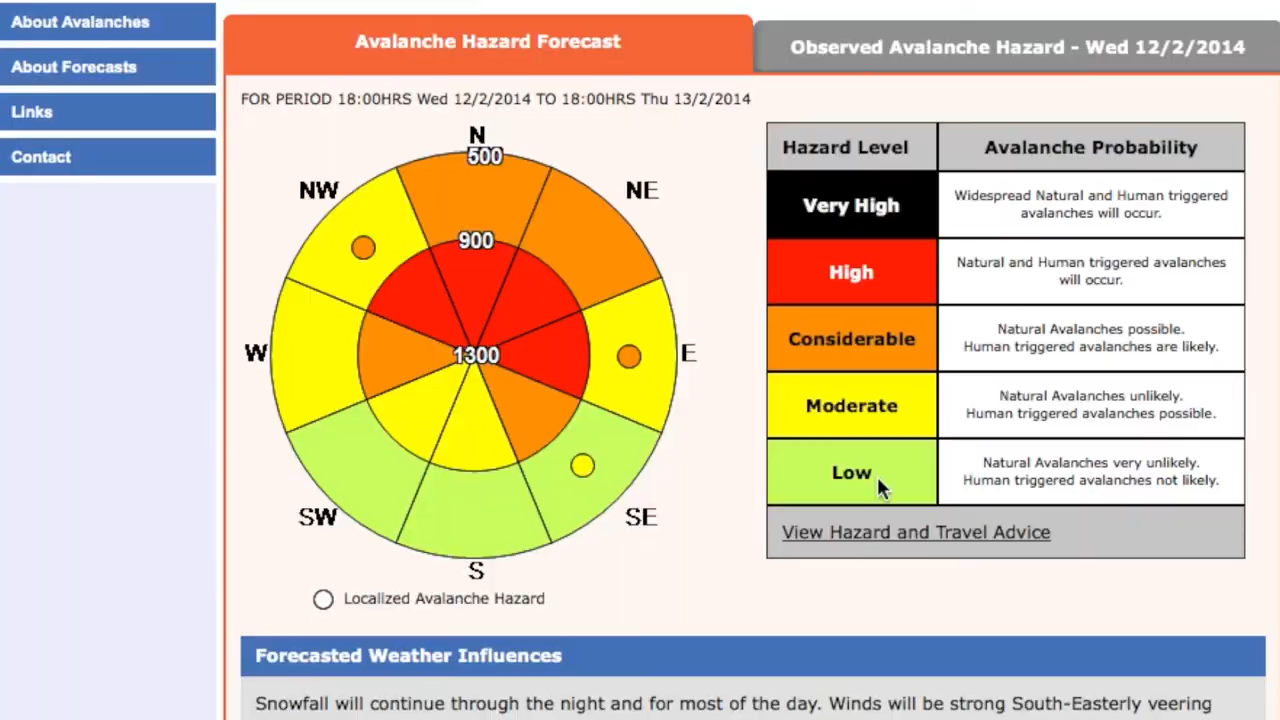 About Avalanches
About Forecasts
Links
Contact
Avalanche Hazard Forecast
Observed Avalanche Hazard - Wed 12/2/2014
FOR PERIOD 18:00HRS Wed 12/2/2014 TO 18:00HRS Thu 13/2/2014
N
500
NW
NE
900
W
1300
E
SW
SE
S
Localized Avalanche Hazard
Hazard Level
Avalanche Probability
Very High
Widespread Natural and Human triggered
avalanches will occur.
High
Natural and Human triggered avalanches
will occur.
Considerable
Natural Avalanches possible.
Human triggered avalanches are likely.
Moderate
Natural Avalanches unlikely.
Human triggered avalanches possible.
Low
Natural Avalanches very unlikely.
Human triggered avalanches not likely.
View Hazard and Travel Advice
Forecasted Weather Influences
Snowfall will continue through the night and for most of the day. Winds will be strong South-Easterly veering